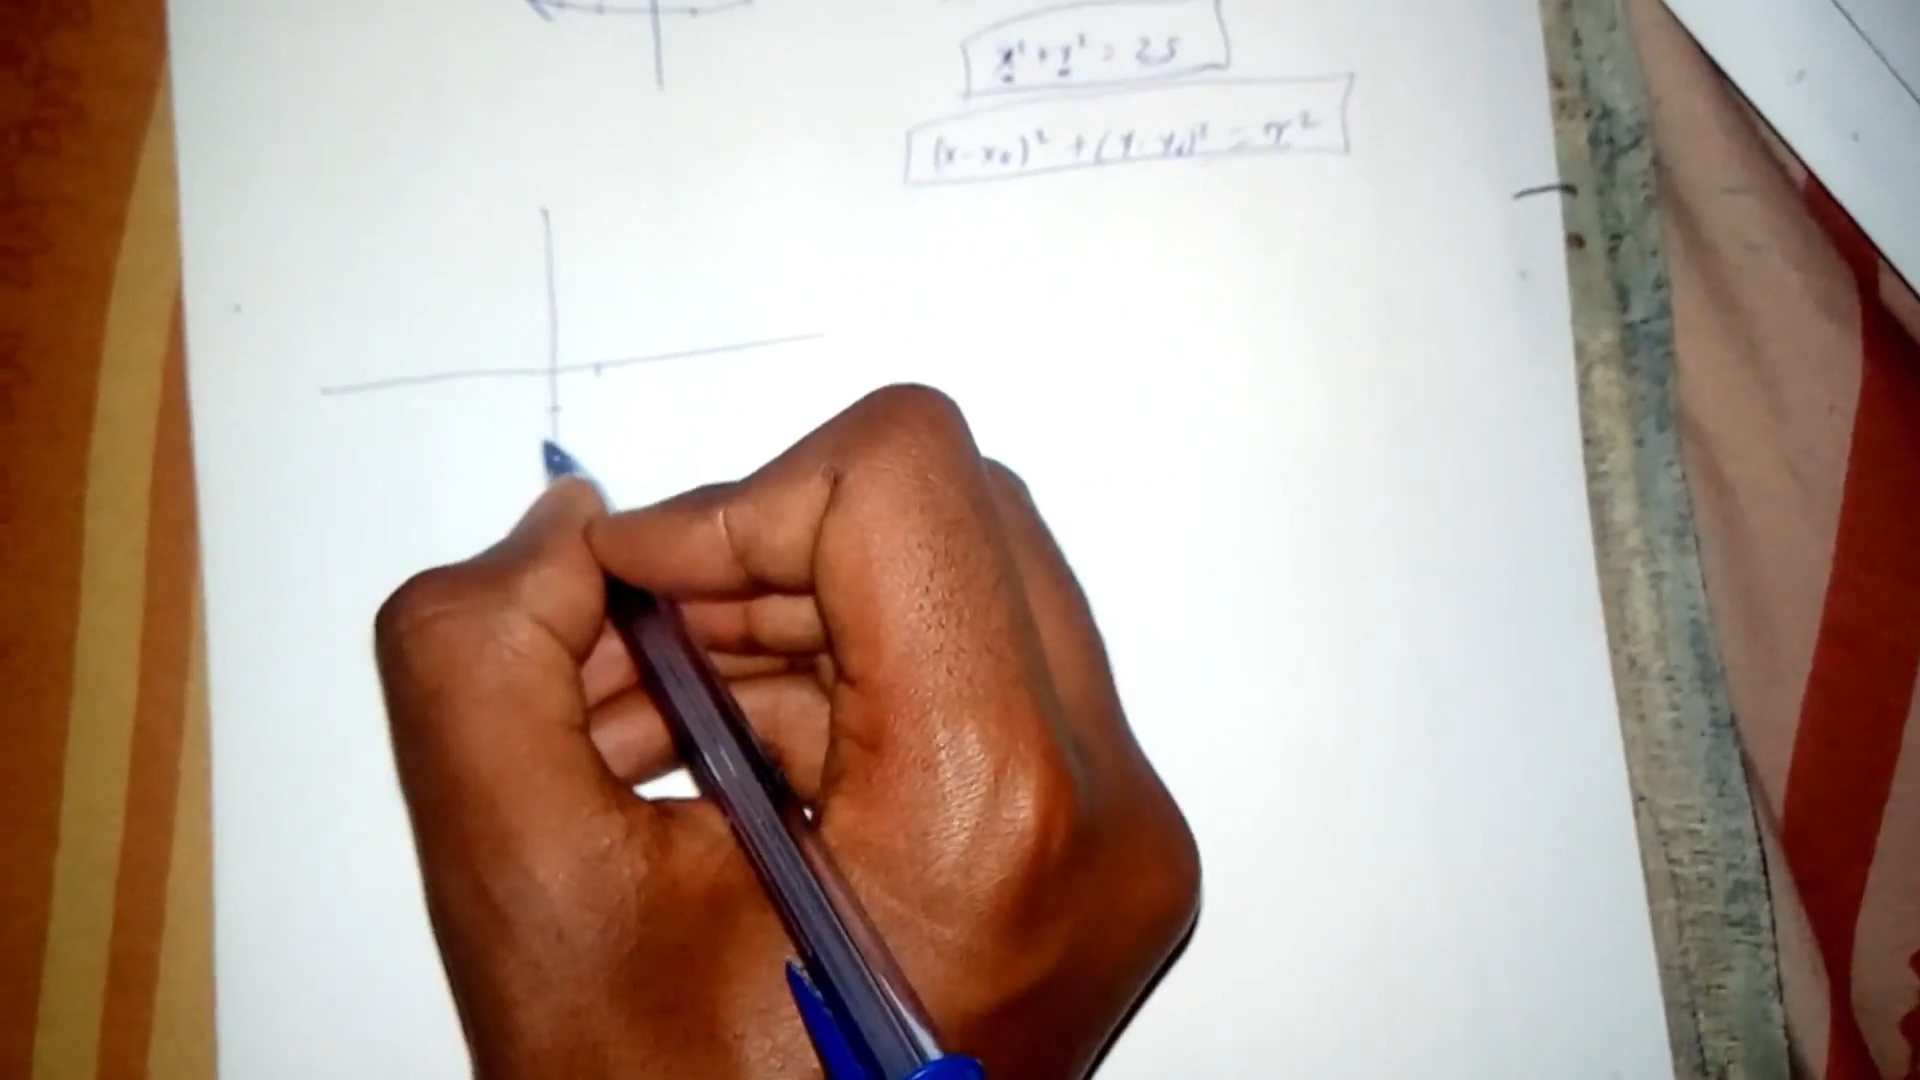 x² + y² = 25
(x - x₀)² + (y - y₀)² = r²